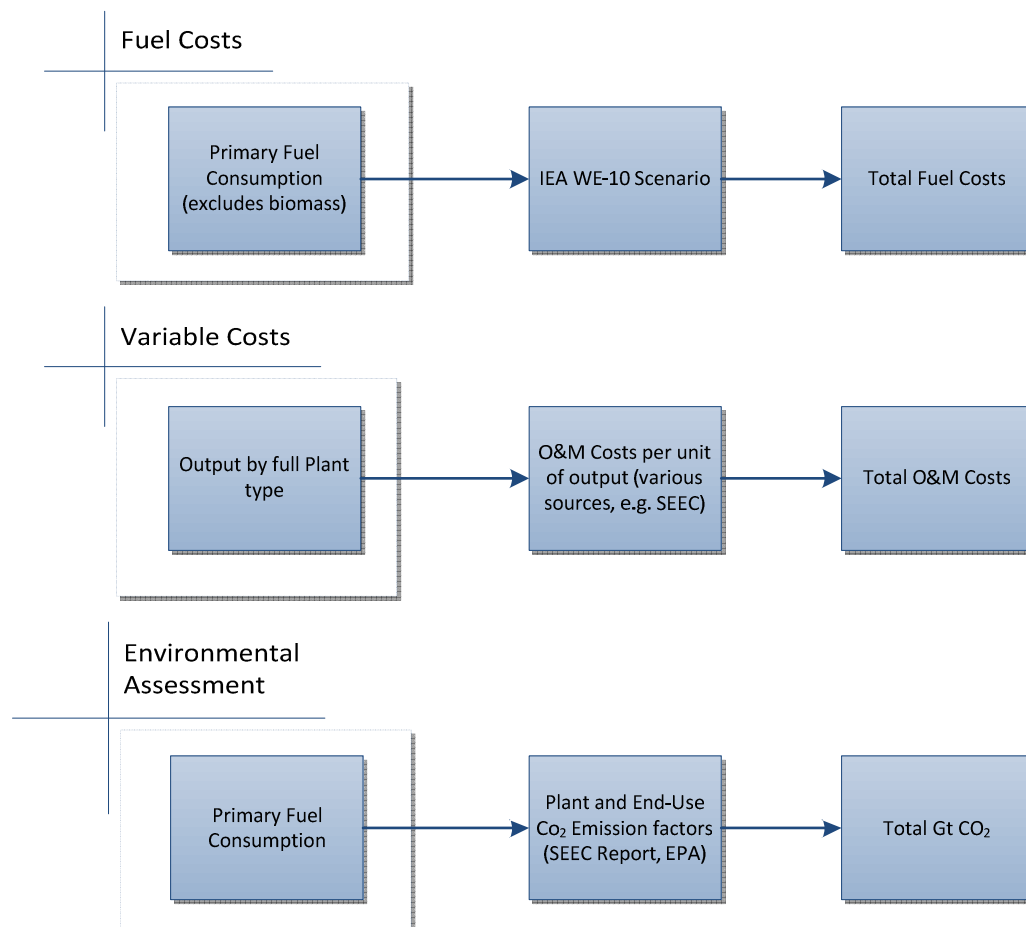 Fuel Costs
Primary Fuel
Consumption
(excludes biomass)
IEA WE-10 Scenario
Total Fuel Costs
Variable Costs
Output by full Plant
type
O&M Costs per unit
of output (various
sources, e.g. SEEC)
Total O&M Costs
Environmental
Assessment
Primary Fuel
Consumption
Plant and End-Use
Co₂ Emission factors
(SEEC Report, EPA)
Total Gt CO₂